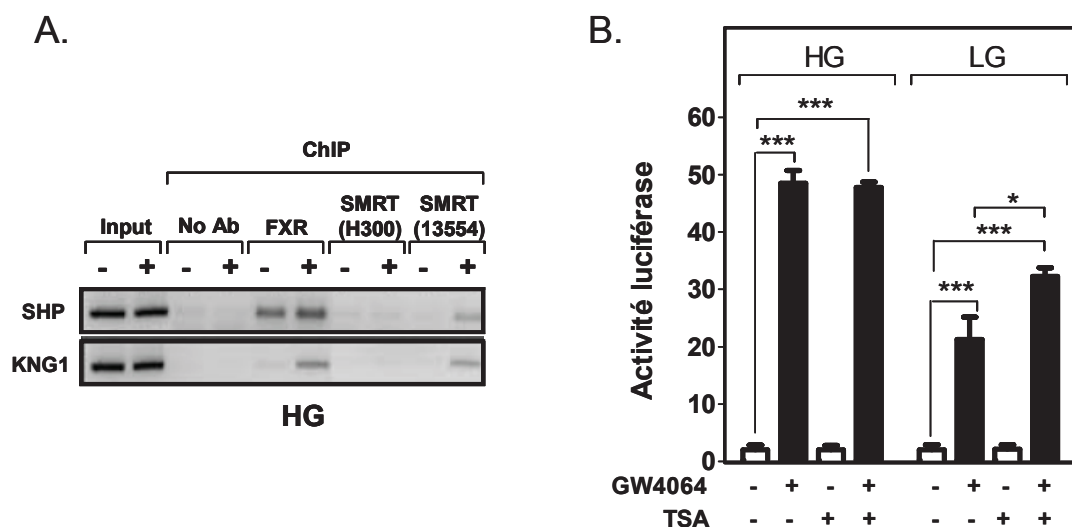 A.
ChIP
Input No Ab FXR SMRT (H300) SMRT (13554)
- + - + - + - + - +
SHP
KNG1
HG
B.
HG LG
Activité luciférase
60
50
40
30
20
10
0
*** *** *** *** *
GW4064 - + - + - + - +
TSA - - + + - - + +